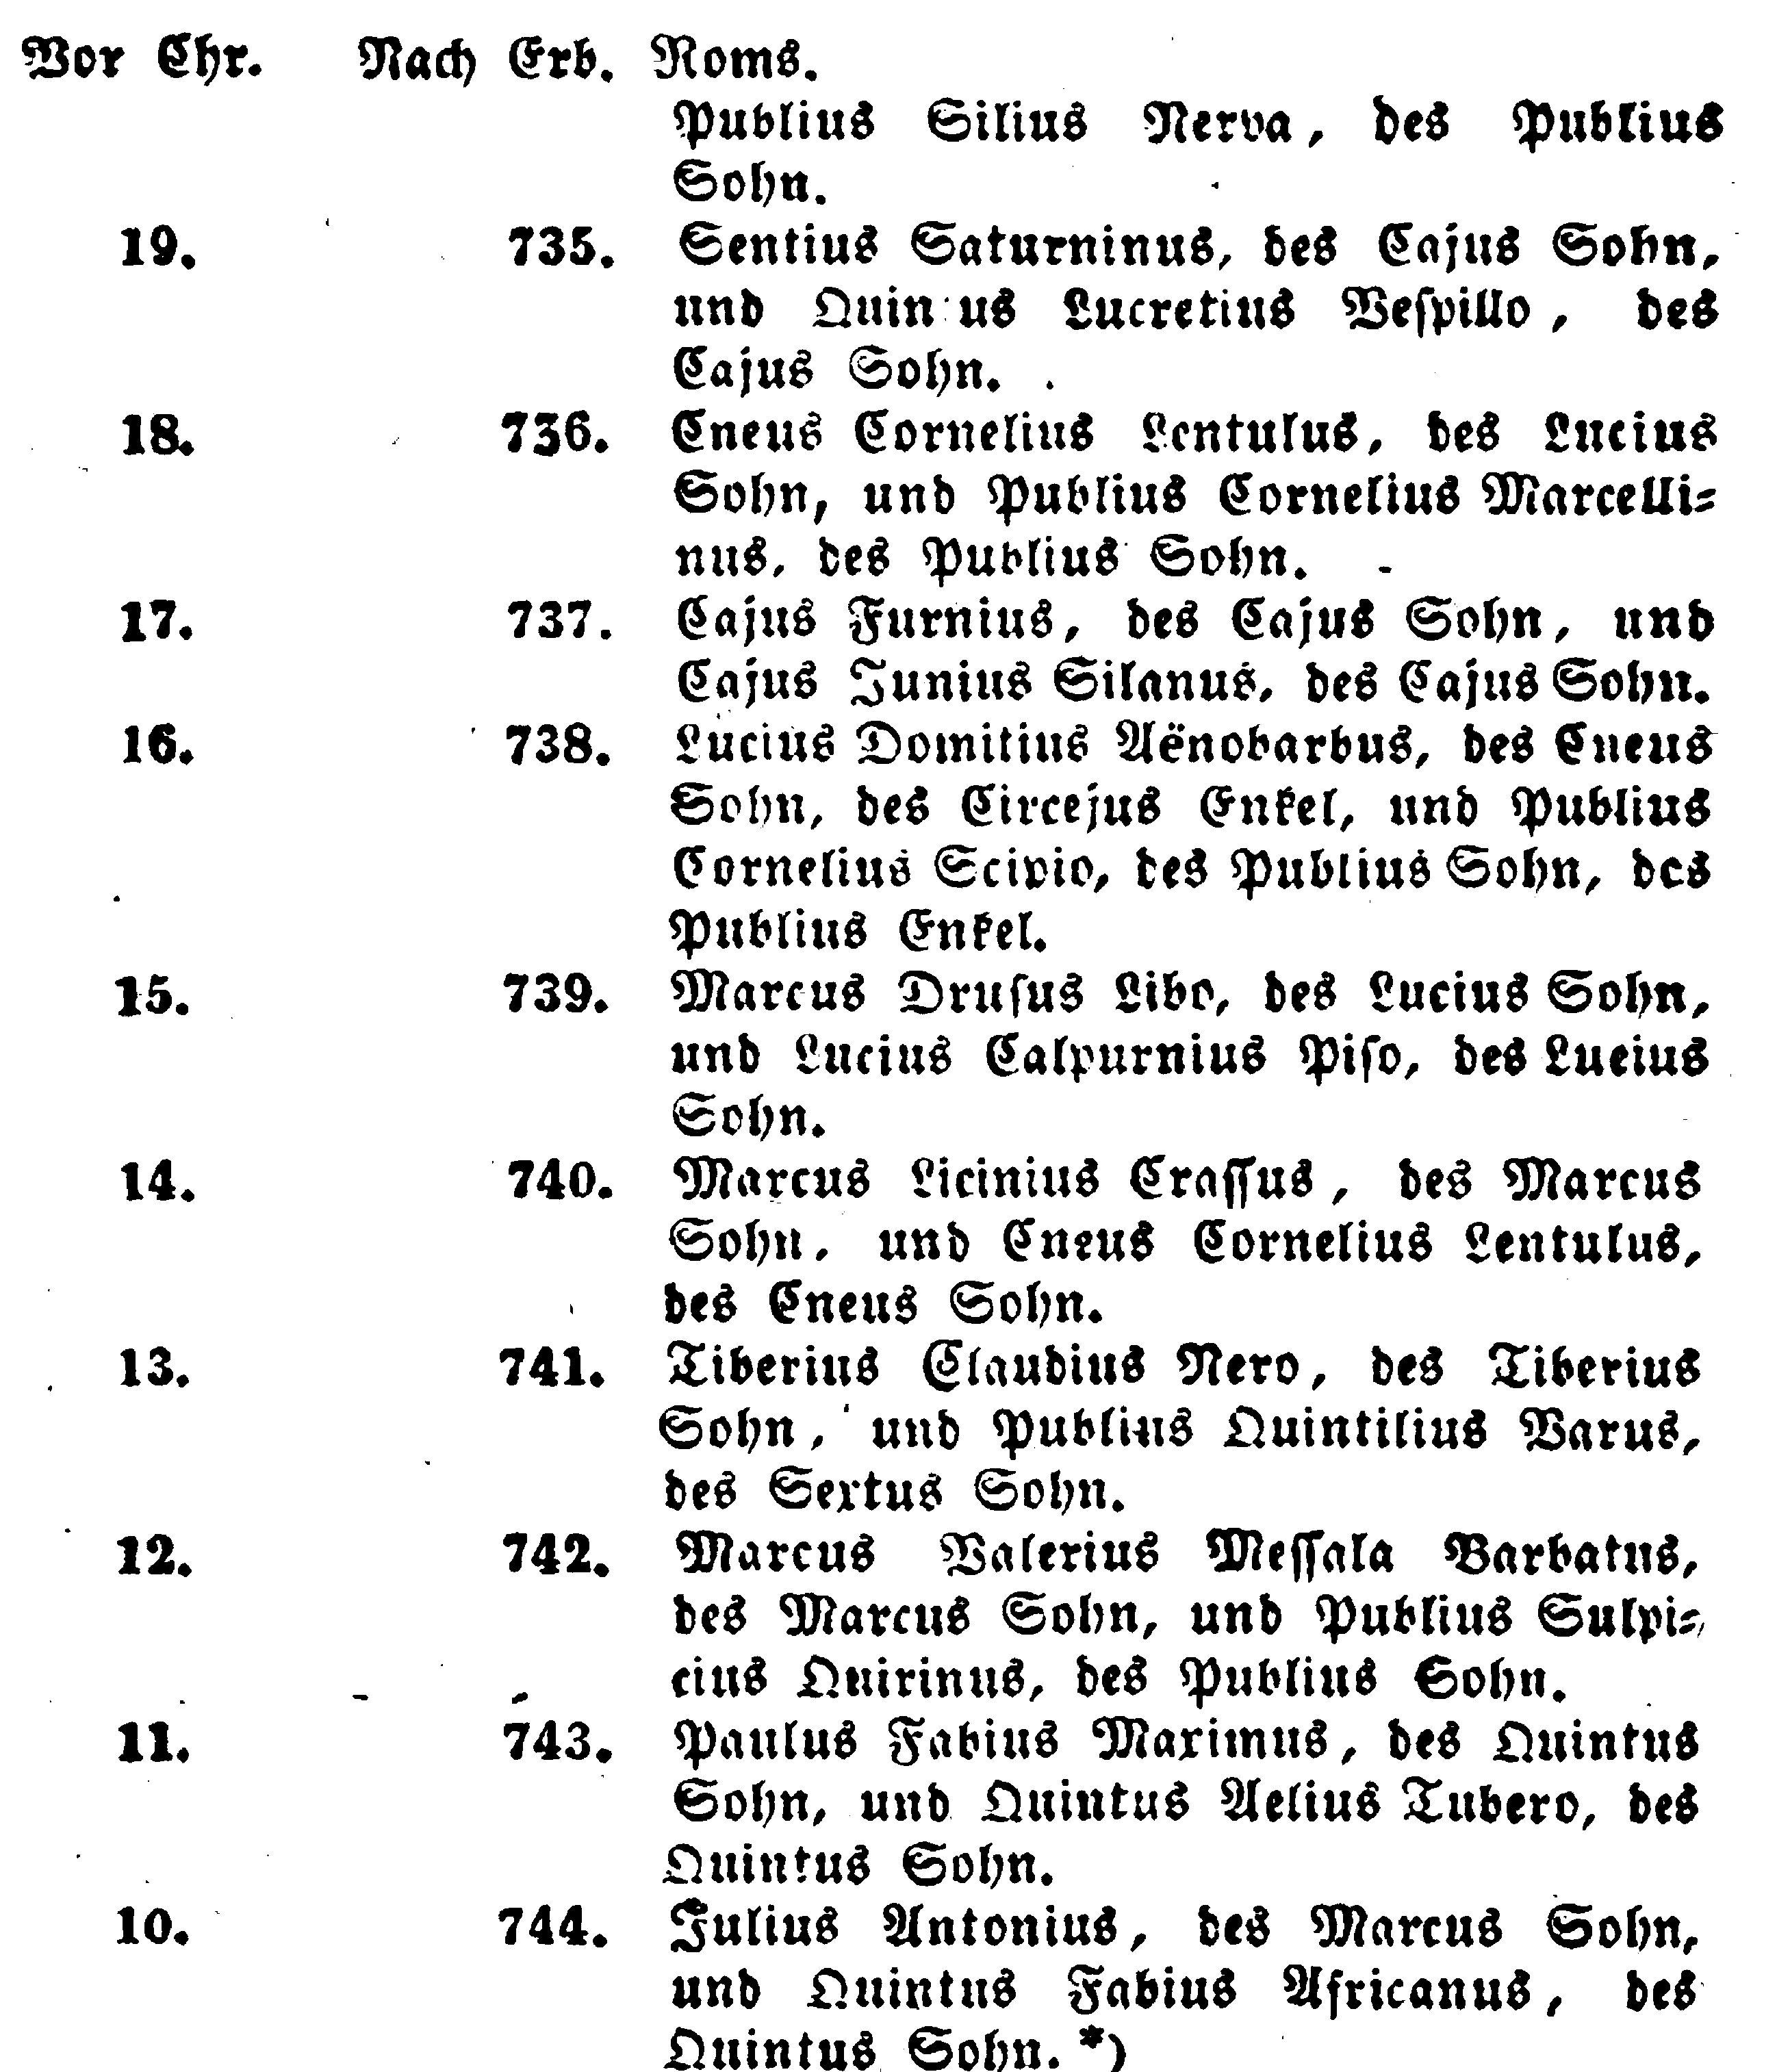 Vor Chr. Nach Erb. Roms.
Publius Silius Nerva, des Publius
Sohn.
19. 735. Sentius Saturninus, des Cajus Sohn,
und Quin us Lucretius Veſpillo, des
Cajus Sohn.
18. 736. Cneus Cornelius Lentulus, des Lucius
Sohn, und Publius Cornelius Marcelli-
nus, des Publius Sohn.
17. 737. Cajus Furnius, des Cajus Sohn, und
Cajus Junius Silanus, des Cajus Sohn.
16. 738. Lucius Domitius Aënobarbus, des Cneus
Sohn, des Circejus Enkel, und Publius
Cornelius Scipio, des Publius Sohn, des
Publius Enkel.
15. 739. Marcus Druſus Libo, des Lucius Sohn,
und Lucius Calpurnius Piſo, des Lucius
Sohn.
14. 740. Marcus Licinius Craſſus, des Marcus
Sohn, und Cneus Cornelius Lentulus,
des Cneus Sohn.
13. 741. Tiberius Claudius Nero, des Tiberius
Sohn, und Publius Quintilius Varus,
des Sextus Sohn.
12. 742. Marcus Valerius Meſſala Barbatus,
des Marcus Sohn, und Publius Sulpi-
cius Quirinus, des Publius Sohn.
11. 743. Paulus Fabius Maximus, des Quintus
Sohn, und Quintus Aelius Tubero, des
Quintus Sohn.
10. 744. Julius Antonius, des Marcus Sohn,
und Quintus Fabius Africanus, des
Quintus Sohn. *)